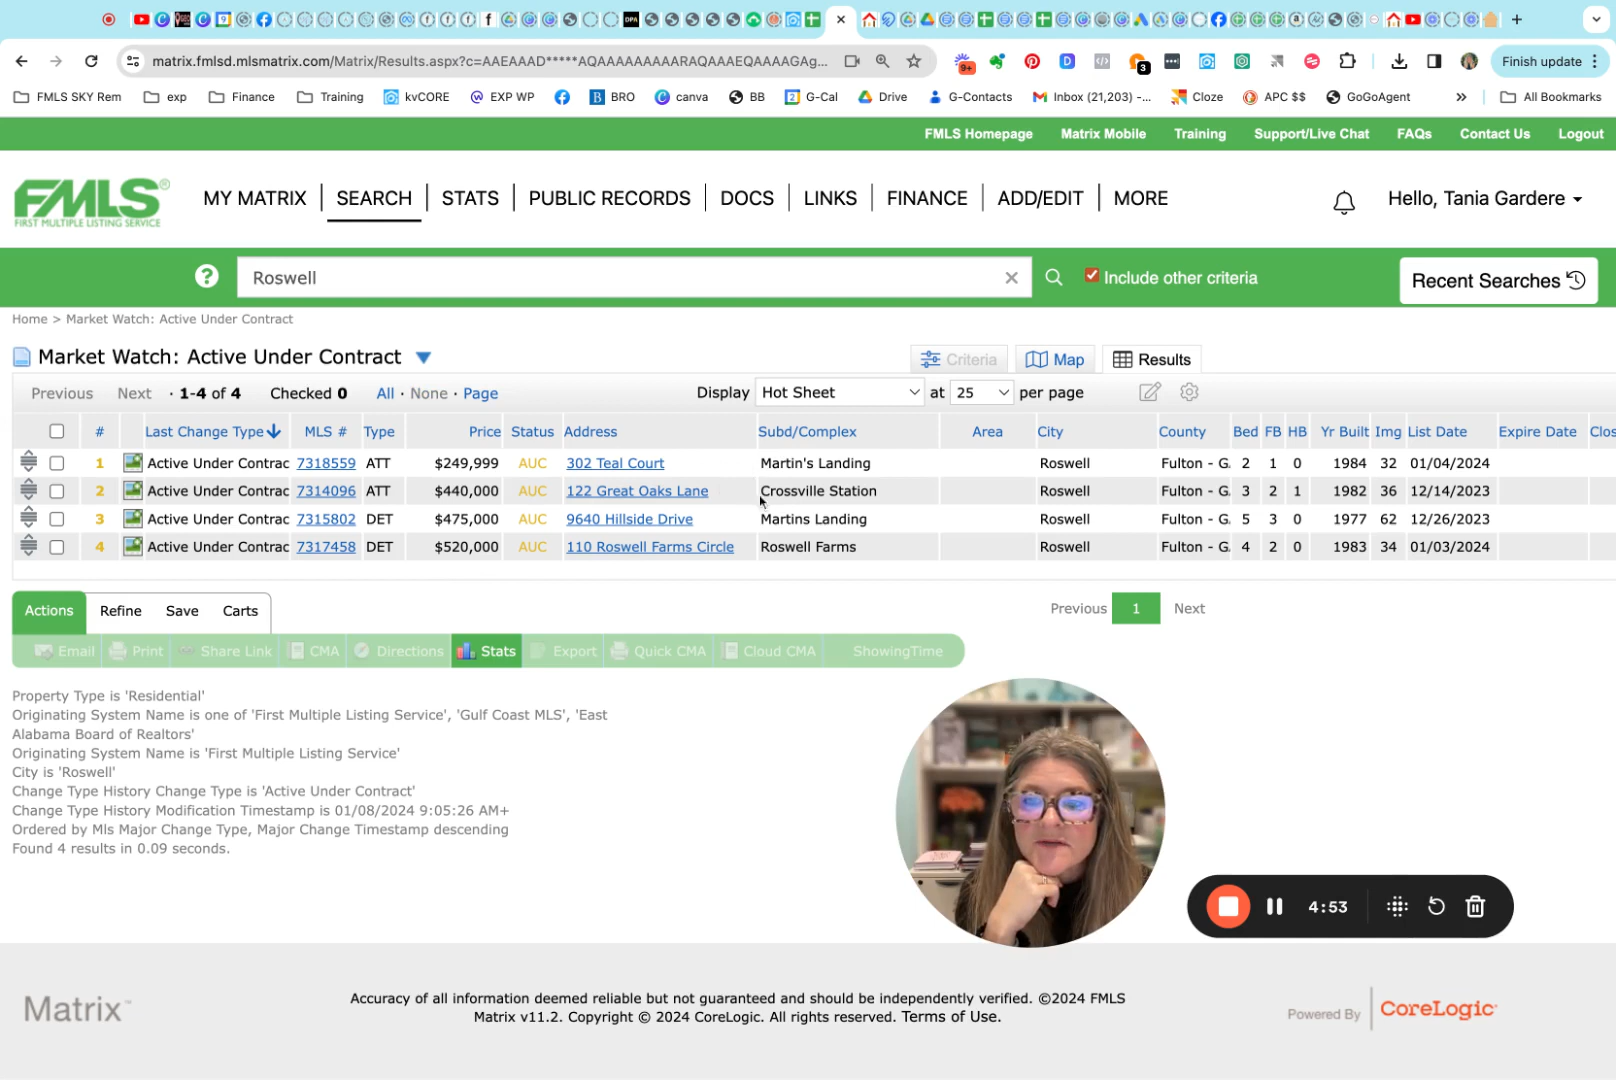 9+
3
matrix.fmlsd.mlsmatrix.com/Matrix/Results.aspx?c=AAEAAAD*****AQAAAAAAAAARAQAAAEQAAAAGAg...
Finish update
FMLS SKY Rem
exp
Finance
Training
kvCORE
EXP WP
BRO
canva
BB
G-Cal
Drive
G-Contacts
Inbox (21,203) -...
Cloze
APC $$
GoGoAgent
»
All Bookmarks
FMLS Homepage
Matrix Mobile
Training
Support/Live Chat
FAQs
Contact Us
Logout
FMLS®
FIRST MULTIPLE LISTING SERVICE
MY MATRIX
SEARCH
STATS
PUBLIC RECORDS
DOCS
LINKS
FINANCE
ADD/EDIT
MORE
Hello, Tania Gardere
?
Roswell
Include other criteria
Recent Searches
Home > Market Watch: Active Under Contract
Market Watch: Active Under Contract
Criteria
Map
Results
Previous Next · 1-4 of 4 Checked 0 All · None · Page
Display Hot Sheet at 25 per page
# Last Change Type MLS # Type Price Status Address Subd/Complex Area City County Bed FB HB Yr Built Img List Date Expire Date Clos
1 Active Under Contrac 7318559 ATT $249,999 AUC 302 Teal Court Martin's Landing Roswell Fulton - G. 2 1 0 1984 32 01/04/2024
2 Active Under Contrac 7314096 ATT $440,000 AUC 122 Great Oaks Lane Crossville Station Roswell Fulton - G. 3 2 1 1982 36 12/14/2023
3 Active Under Contrac 7315802 DET $475,000 AUC 9640 Hillside Drive Martins Landing Roswell Fulton - G. 5 3 0 1977 62 12/26/2023
4 Active Under Contrac 7317458 DET $520,000 AUC 110 Roswell Farms Circle Roswell Farms Roswell Fulton - G. 4 2 0 1983 34 01/03/2024
Actions
Refine
Save
Carts
Previous 1 Next
Email
Print
Share Link
CMA
Directions
Stats
Export
Quick CMA
Cloud CMA
ShowingTime
Property Type is 'Residential'
Originating System Name is one of 'First Multiple Listing Service', 'Gulf Coast MLS', 'East
Alabama Board of Realtors'
Originating System Name is 'First Multiple Listing Service'
City is 'Roswell'
Change Type History Change Type is 'Active Under Contract'
Change Type History Modification Timestamp is 01/08/2024 9:05:26 AM+
Ordered by Mls Major Change Type, Major Change Timestamp descending
Found 4 results in 0.09 seconds.
4:53
Matrix™
Accuracy of all information deemed reliable but not guaranteed and should be independently verified. ©2024 FMLS
Matrix v11.2. Copyright © 2024 CoreLogic. All rights reserved. Terms of Use.
Powered By
CoreLogic